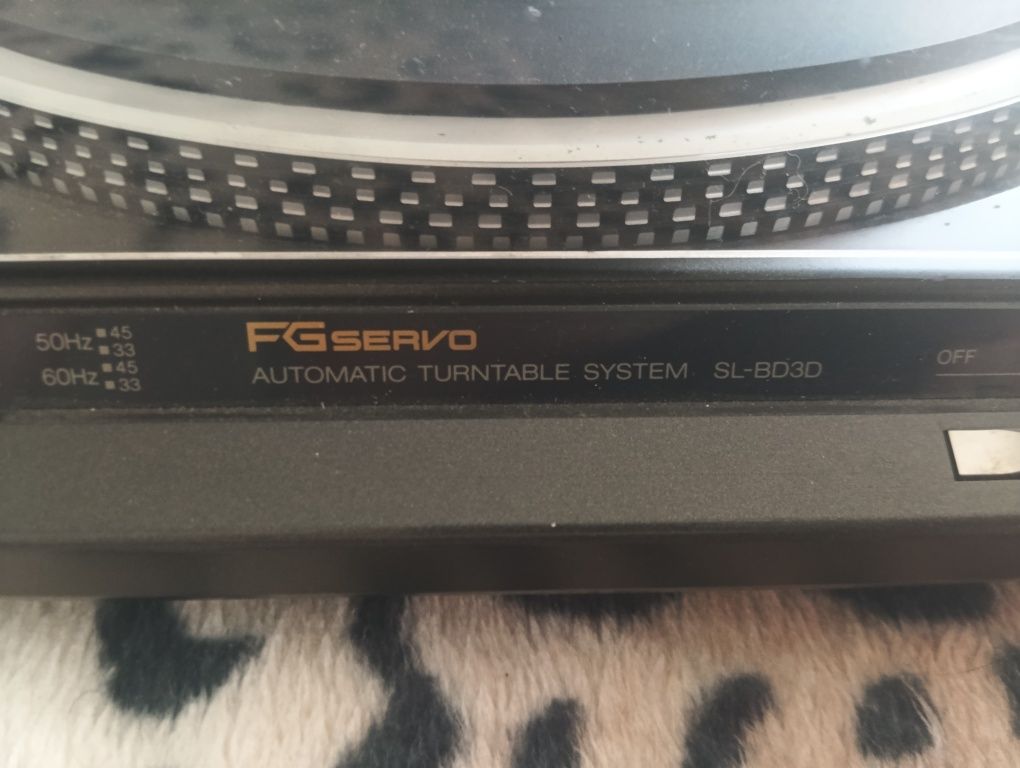 50Hz 45
33
60Hz 45
33
FG SERVO
AUTOMATIC TURNTABLE SYSTEM SL-BD3D
OFF